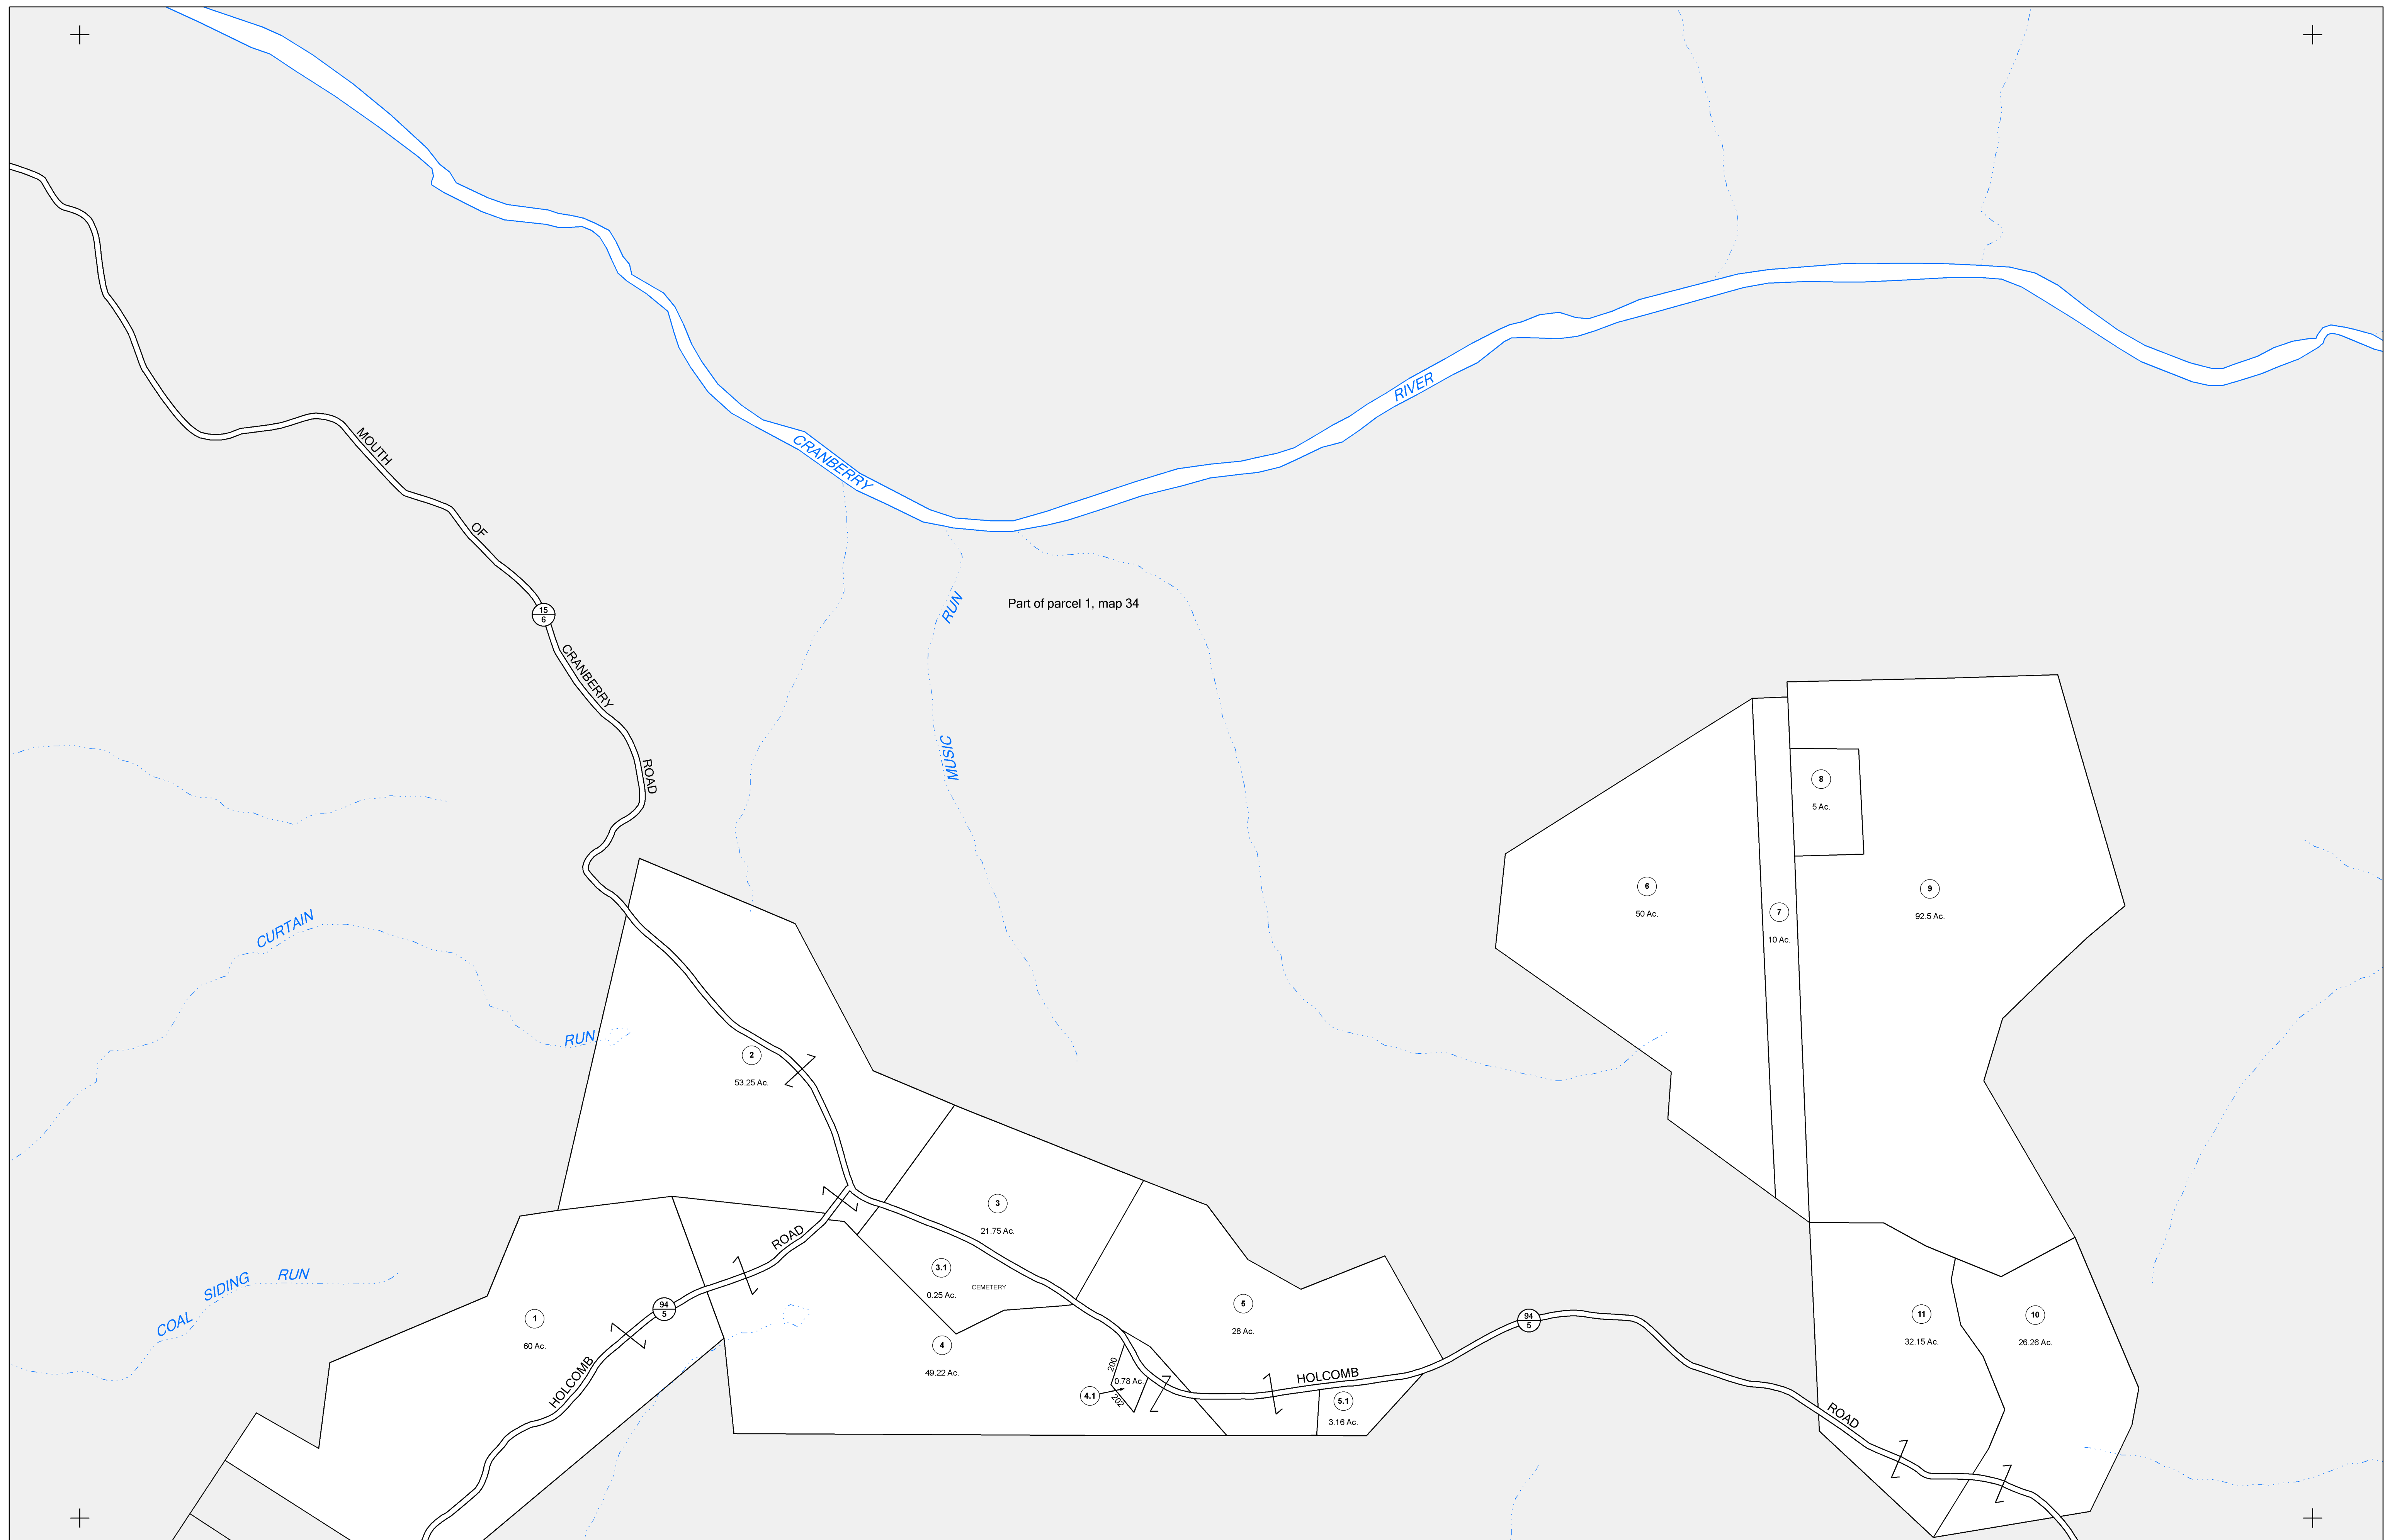 RIVER
CRANBERRY
MOUTH
OF
15
6
CRANBERRY
ROAD
RUN
MUSIC
Part of parcel 1, map 34
8
5 Ac.
6
50 Ac.
7
10 Ac.
9
92.5 Ac.
CURTAIN
RUN
2
53.25 Ac.
3
21.75 Ac.
3.1
0.25 Ac.
CEMETERY
COAL
SIDING
RUN
1
60 Ac.
94
5
HOLCOMB
ROAD
4
49.22 Ac.
200
0.78 Ac.
4.1
202
5
28 Ac.
HOLCOMB
5.1
3.16 Ac.
94
5
11
32.15 Ac.
10
26.26 Ac.
ROAD